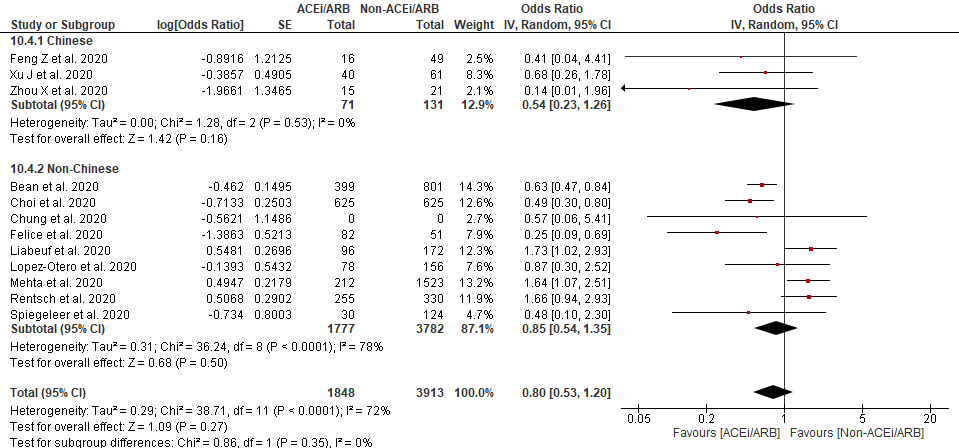 ACEi/ARB Non-ACEi/ARB Odds Ratio Odds Ratio
Study or Subgroup log[Odds Ratio] SE Total Total Weight IV, Random, 95% CI IV, Random, 95% CI
10.4.1 Chinese
Feng Z et al. 2020 -0.8916 1.2125 16 49 2.5% 0.41 [0.04, 4.41]
Xu J et al. 2020 -0.3857 0.4905 40 61 8.3% 0.68 [0.26, 1.78]
Zhou X et al. 2020 -1.9661 1.3465 15 21 2.1% 0.14 [0.01, 1.96]
Subtotal (95% CI) 71 131 12.9% 0.54 [0.23, 1.26]
Heterogeneity: Tau² = 0.00; Chi² = 1.28, df = 2 (P = 0.53); I² = 0%
Test for overall effect: Z = 1.42 (P = 0.16)
10.4.2 Non-Chinese
Bean et al. 2020 -0.462 0.1495 399 801 14.3% 0.63 [0.47, 0.84]
Choi et al. 2020 -0.7133 0.2503 625 625 12.6% 0.49 [0.30, 0.80]
Chung et al. 2020 -0.5621 1.1486 0 0 2.7% 0.57 [0.06, 5.41]
Felice et al. 2020 -1.3863 0.5213 82 51 7.9% 0.25 [0.09, 0.69]
Liabeuf et al. 2020 0.5481 0.2696 96 172 12.3% 1.73 [1.02, 2.93]
Lopez-Otero et al. 2020 -0.1393 0.5432 78 156 7.6% 0.87 [0.30, 2.52]
Mehta et al. 2020 0.4947 0.2179 212 1523 13.2% 1.64 [1.07, 2.51]
Rentsch et al. 2020 0.5068 0.2902 255 330 11.9% 1.66 [0.94, 2.93]
Spiegeleer et al. 2020 -0.734 0.8003 30 124 4.7% 0.48 [0.10, 2.30]
Subtotal (95% CI) 1777 3782 87.1% 0.85 [0.54, 1.35]
Heterogeneity: Tau² = 0.31; Chi² = 36.24, df = 8 (P < 0.0001); I² = 78%
Test for overall effect: Z = 0.68 (P = 0.50)
Total (95% CI) 1848 3913 100.0% 0.80 [0.53, 1.20]
Heterogeneity: Tau² = 0.29; Chi² = 38.71, df = 11 (P < 0.0001); I² = 72%
Test for overall effect: Z = 1.09 (P = 0.27)
Test for subgroup differences: Chi² = 0.86, df = 1 (P = 0.35), I² = 0%
0.05 0.2 1 5 20
Favours [ACEi/ARB] Favours [Non-ACEi/ARB]